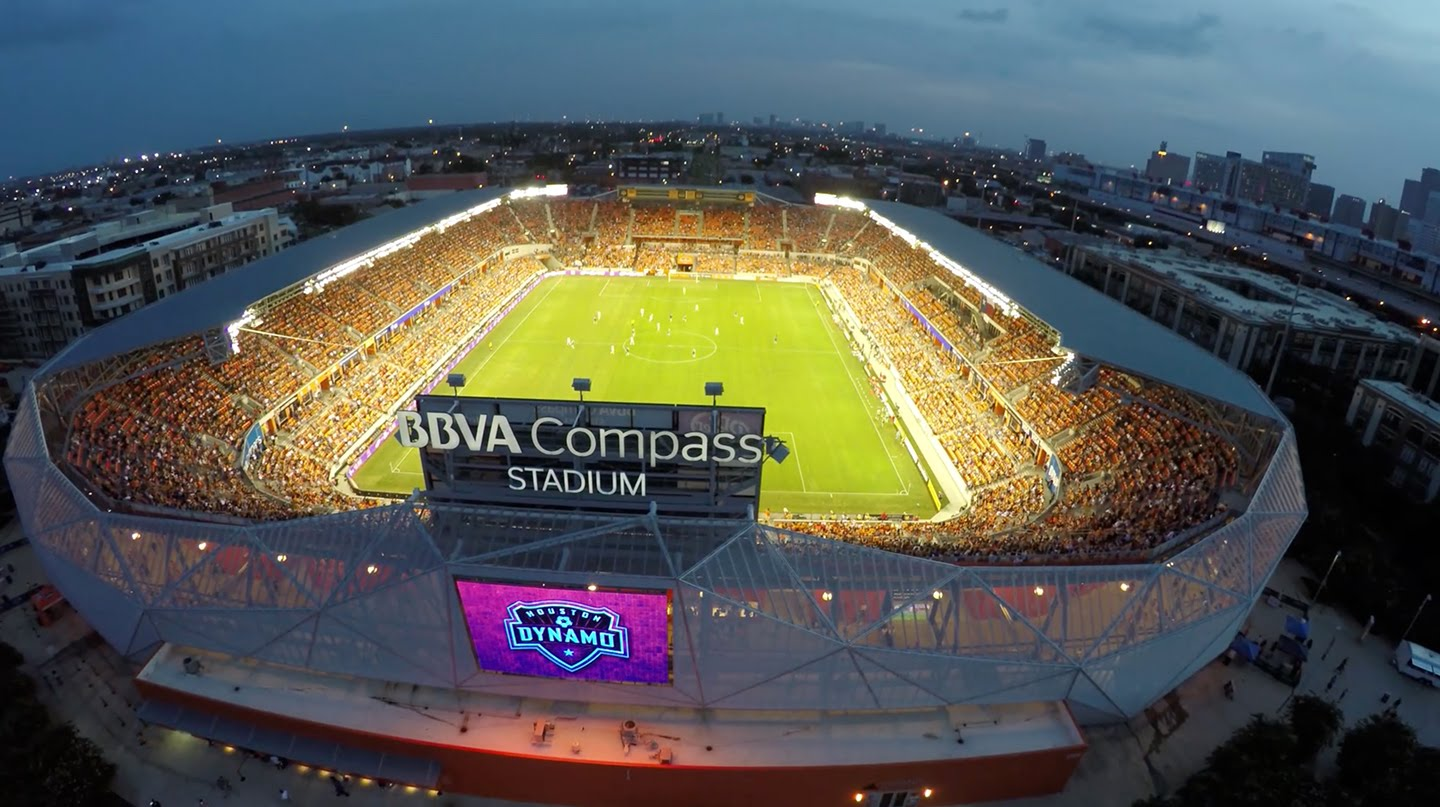 BBVA Compass
STADIUM
HOUSTON
DYNAMO